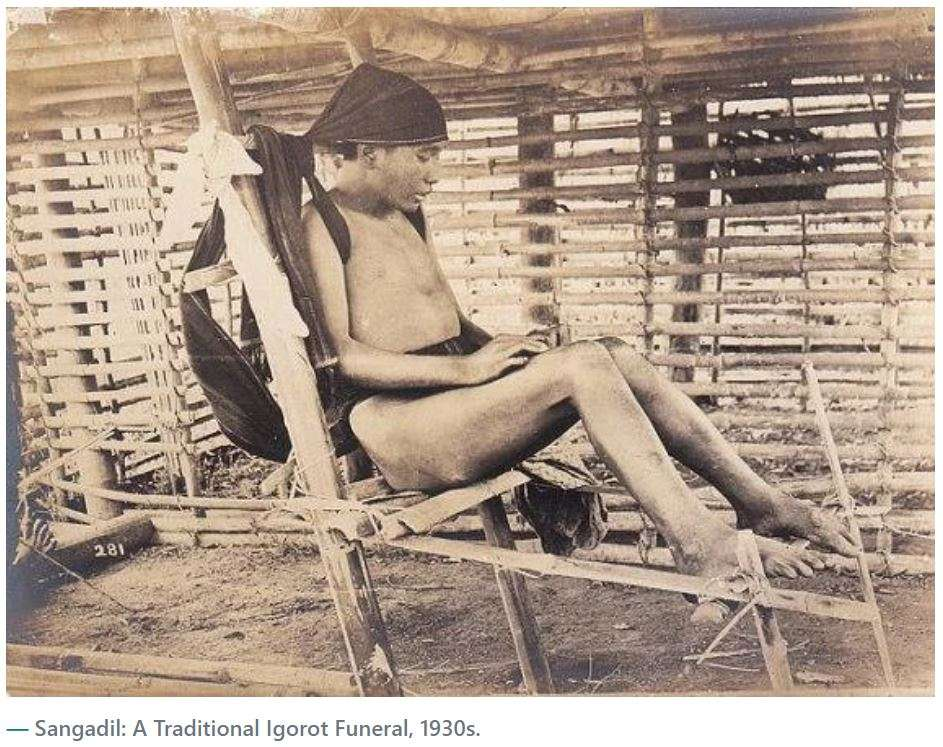 281
— Sangadil: A Traditional Igorot Funeral, 1930s.